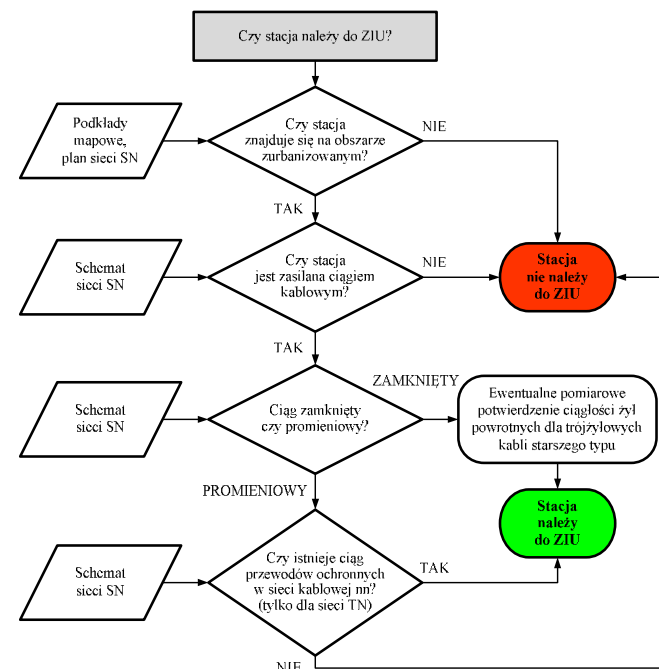 Czy stacja należy do ZIU?
Podkłady
mapowe,
plan sieci SN
Czy stacja
znajduje się na obszarze
zurbanizowanym?
NIE
TAK
Schemat
sieci SN
Czy stacja
jest zasilana ciągiem
kablowym?
NIE
Stacja
nie należy
do ZIU
TAK
Schemat
sieci SN
Ciąg zamknięty
czy promieniowy?
ZAMKNIĘTY
Ewentualne pomiarowe
potwierdzenie ciągłości żył
powrotnych dla trójżyłowych
kabli starszego typu
PROMIENIOWY
Stacja
należy
do ZIU
Schemat
sieci SN
Czy istnieje ciąg
przewodów ochronnych
w sieci kablowej nn?
(tylko dla sieci TN)
TAK
NIE